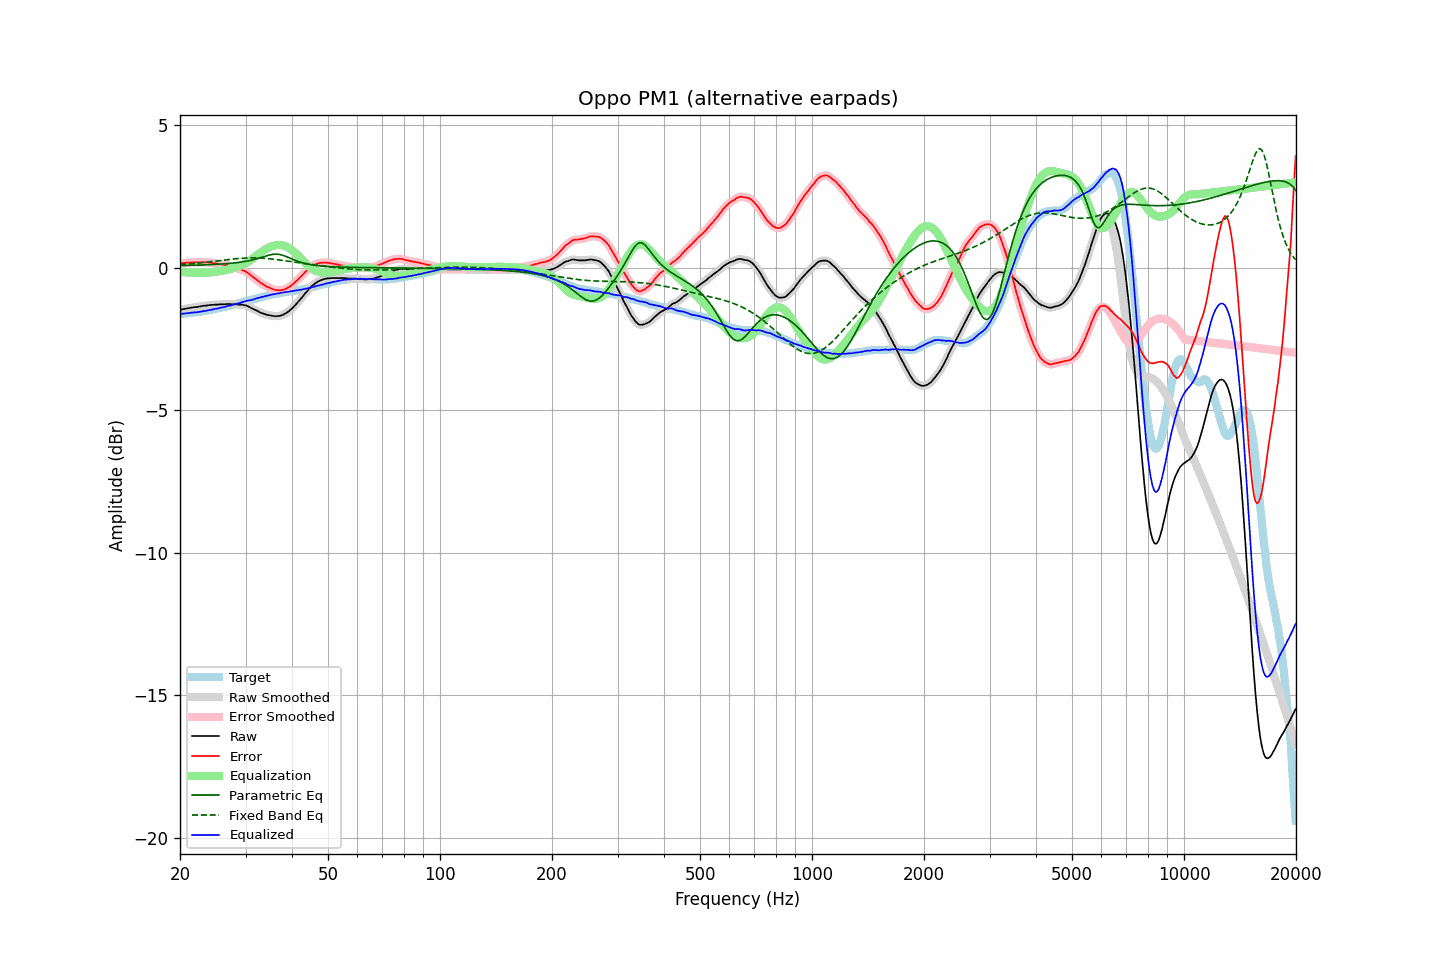 Oppo PM1 (alternative earpads)
5
0
−5
−10
−15
−20
Amplitude (dBr)
Target
Raw Smoothed
Error Smoothed
Raw
Error
Equalization
Parametric Eq
Fixed Band Eq
Equalized
20 50 100 200 500 1000 2000 5000 10000 20000
Frequency (Hz)